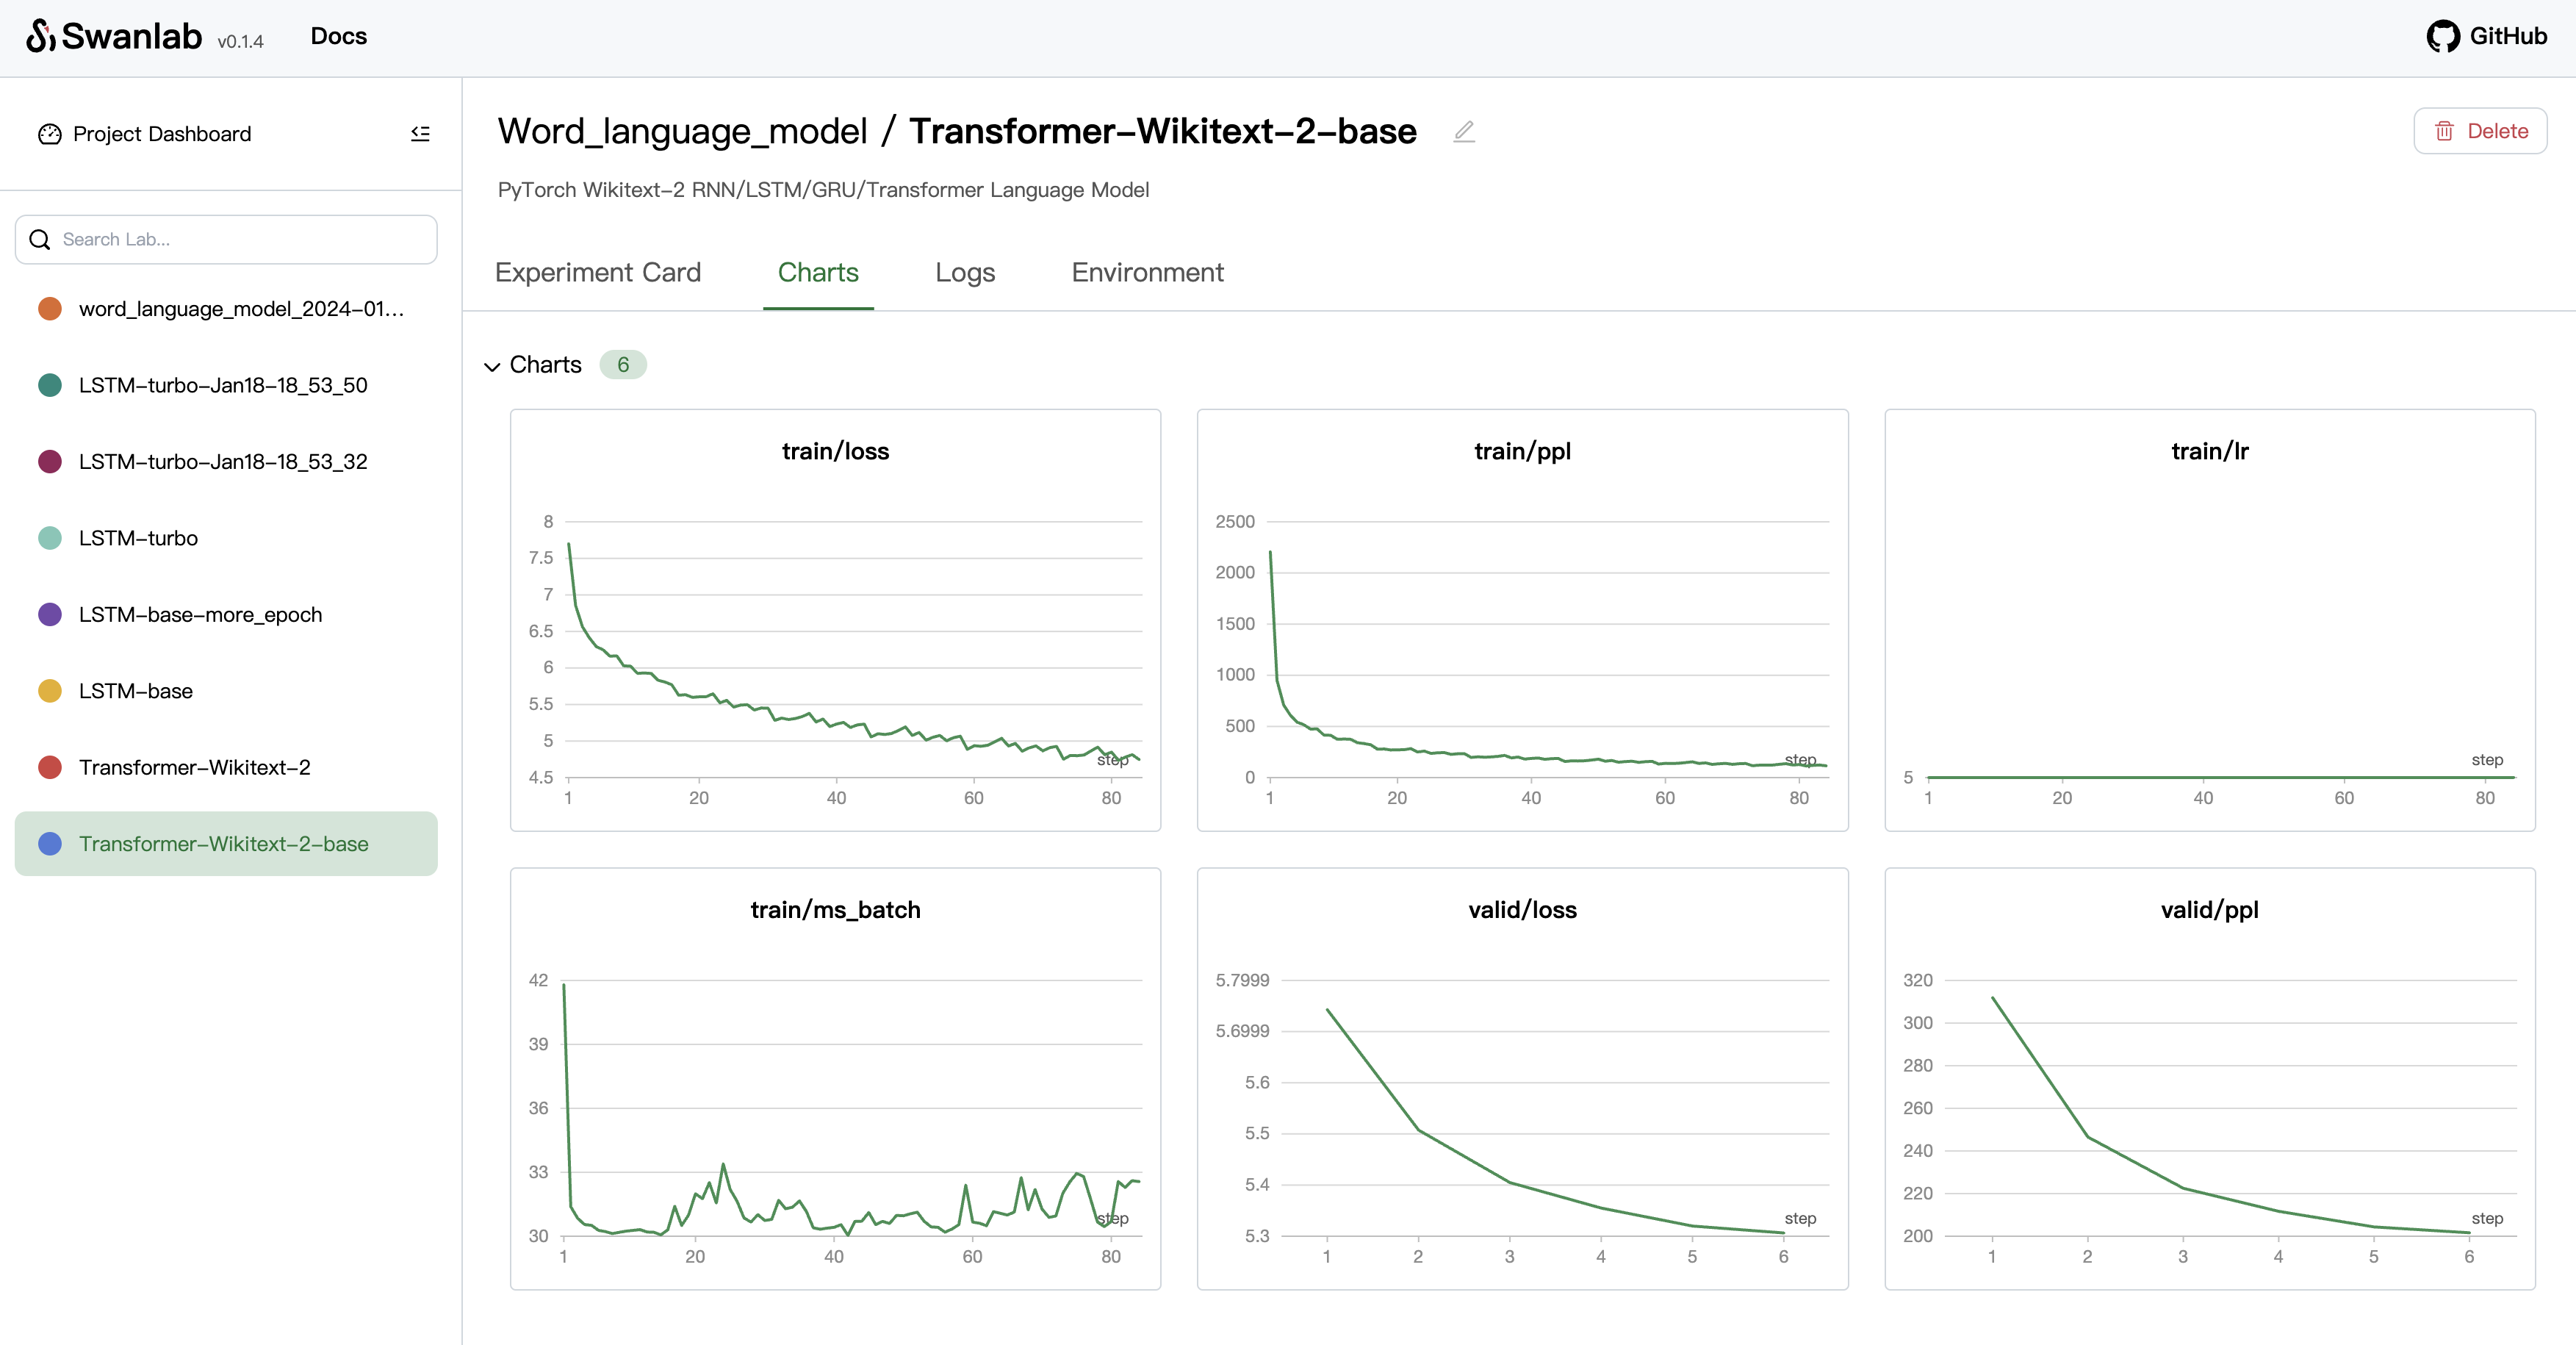 Swanlab v0.1.4 Docs GitHub
Project Dashboard
Search Lab...
word_language_model_2024-01...
LSTM-turbo-Jan18-18_53_50
LSTM-turbo-Jan18-18_53_32
LSTM-turbo
LSTM-base-more_epoch
LSTM-base
Transformer-Wikitext-2
Transformer-Wikitext-2-base
Word_language_model / Transformer-Wikitext-2-base
Delete
PyTorch Wikitext-2 RNN/LSTM/GRU/Transformer Language Model
Experiment Card Charts Logs Environment
Charts 6
train/loss
8
7.5
7
6.5
6
5.5
5
4.5
step
1 20 40 60 80
train/ppl
2500
2000
1500
1000
500
0
step
1 20 40 60 80
train/lr
step
5
1 20 40 60 80
train/ms_batch
42
39
36
33
30
step
1 20 40 60 80
valid/loss
5.7999
5.6999
5.6
5.5
5.4
5.3
step
1 2 3 4 5 6
valid/ppl
320
300
280
260
240
220
200
step
1 2 3 4 5 6